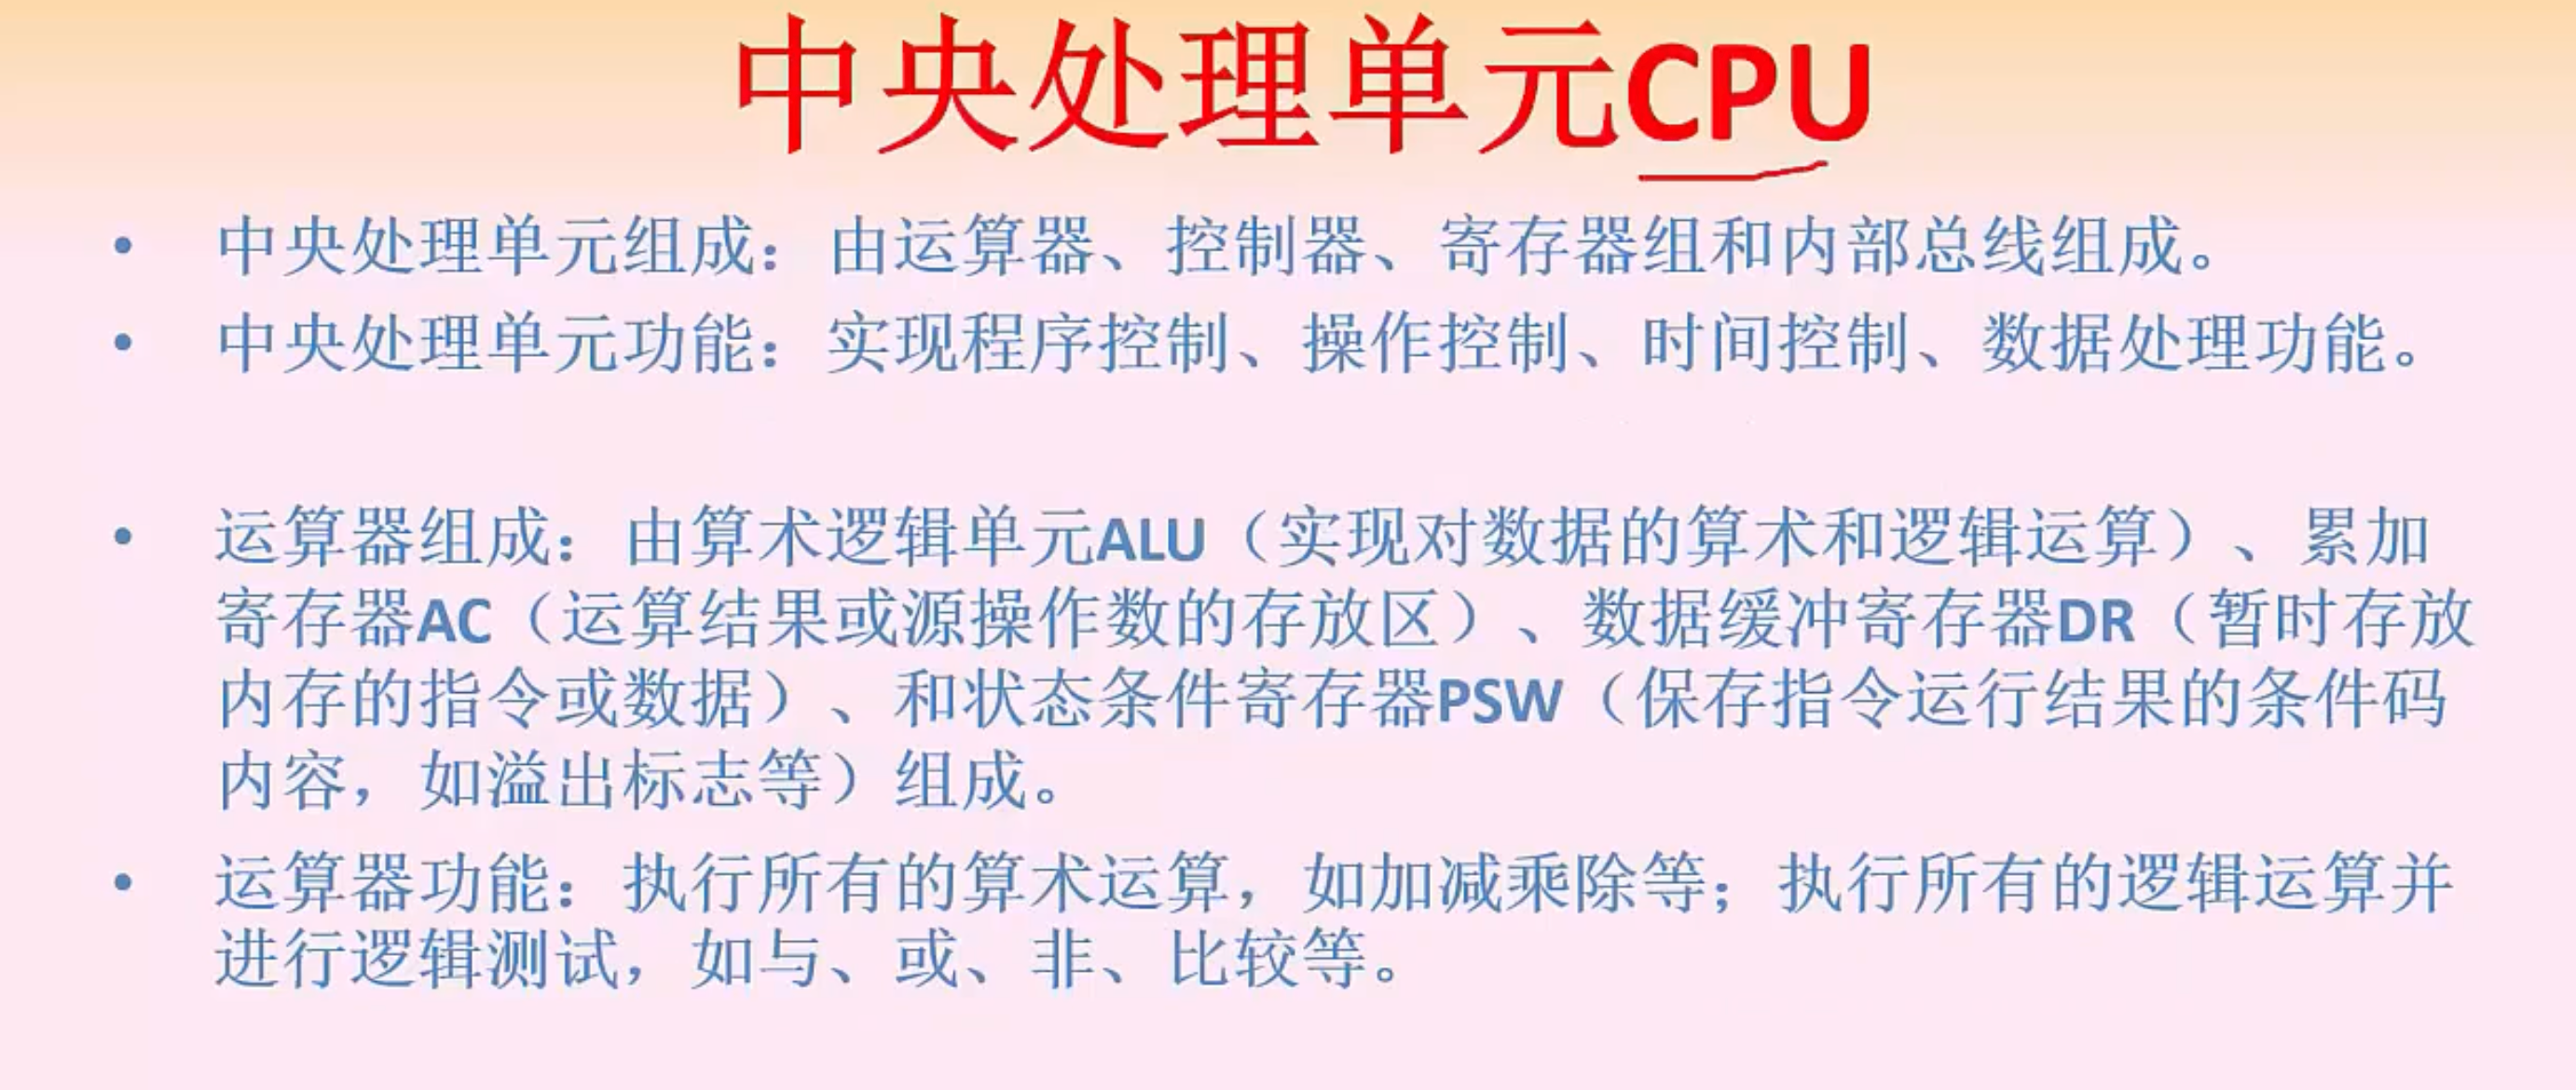 中央处理单元CPU
• 中央处理单元组成：由运算器、控制器、寄存器组和内部总线组成。
• 中央处理单元功能：实现程序控制、操作控制、时间控制、数据处理功能。
• 运算器组成：由算术逻辑单元ALU（实现对数据的算术和逻辑运算）、累加
寄存器AC（运算结果或源操作数的存放区）、数据缓冲寄存器DR（暂时存放
内存的指令或数据）、和状态条件寄存器PSW（保存指令运行结果的条件码
内容，如溢出标志等）组成。
• 运算器功能：执行所有的算术运算，如加减乘除等；执行所有的逻辑运算并
进行逻辑测试，如与、或、非、比较等。